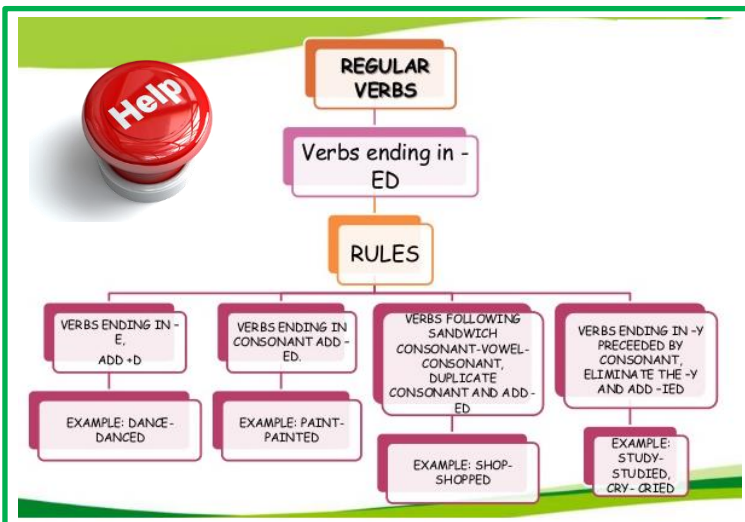 Help
REGULAR
VERBS
Verbs ending in -
ED
RULES
VERBS ENDING IN -
E,
ADD +D
EXAMPLE: DANCE-
DANCED
VERBS ENDING IN
CONSONANT ADD -
ED.
EXAMPLE: PAINT-
PAINTED
VERBS FOLLOWING
SANDWICH
CONSONANT-VOWEL-
CONSONANT,
DUPLICATE
CONSONANT AND ADD -
ED
EXAMPLE: SHOP-
SHOPPED
VERBS ENDING IN -Y
PRECEEDED BY
CONSONANT,
ELIMINATE THE -Y
AND ADD -IED
EXAMPLE:
STUDY-
STUDIED,
CRY- CRIED